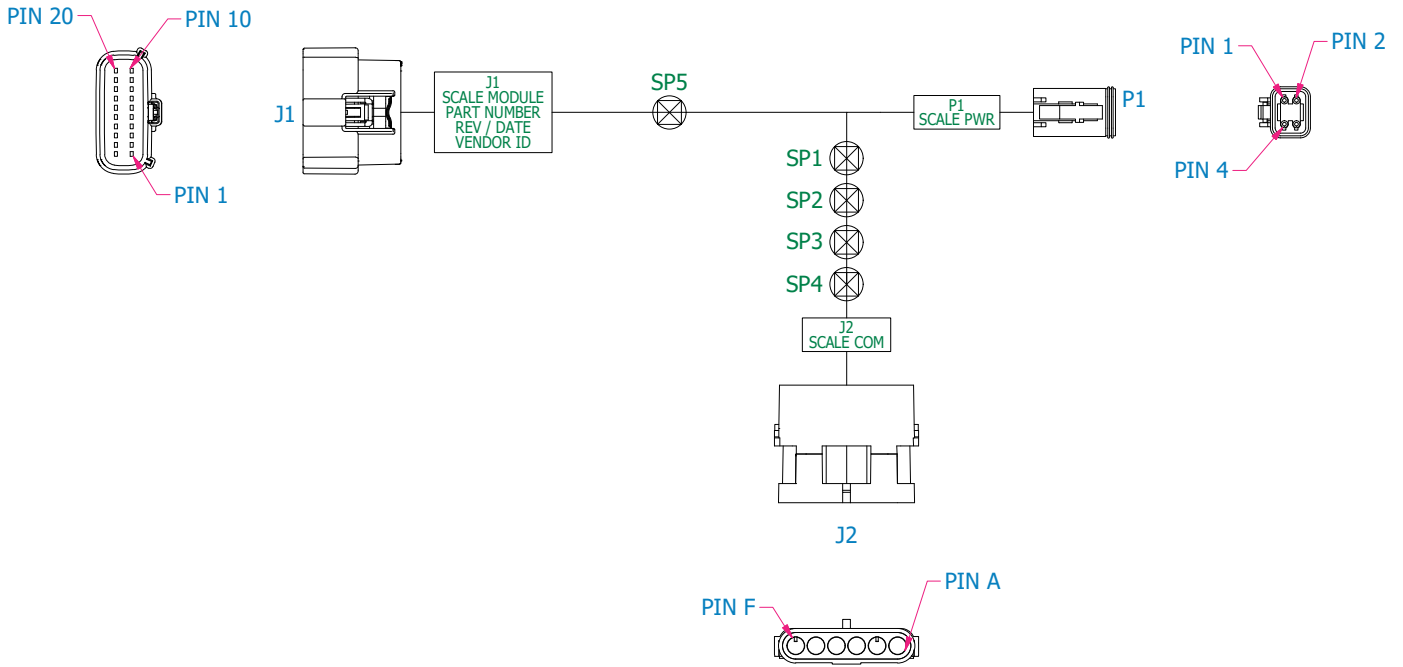 PIN 20
PIN 10
PIN 1
J1
J1
SCALE MODULE
PART NUMBER
REV / DATE
VENDOR ID
SP5
P1
SCALE PWR
P1
PIN 1
PIN 2
PIN 4
SP1
SP2
SP3
SP4
J2
SCALE COM
J2
PIN F
PIN A